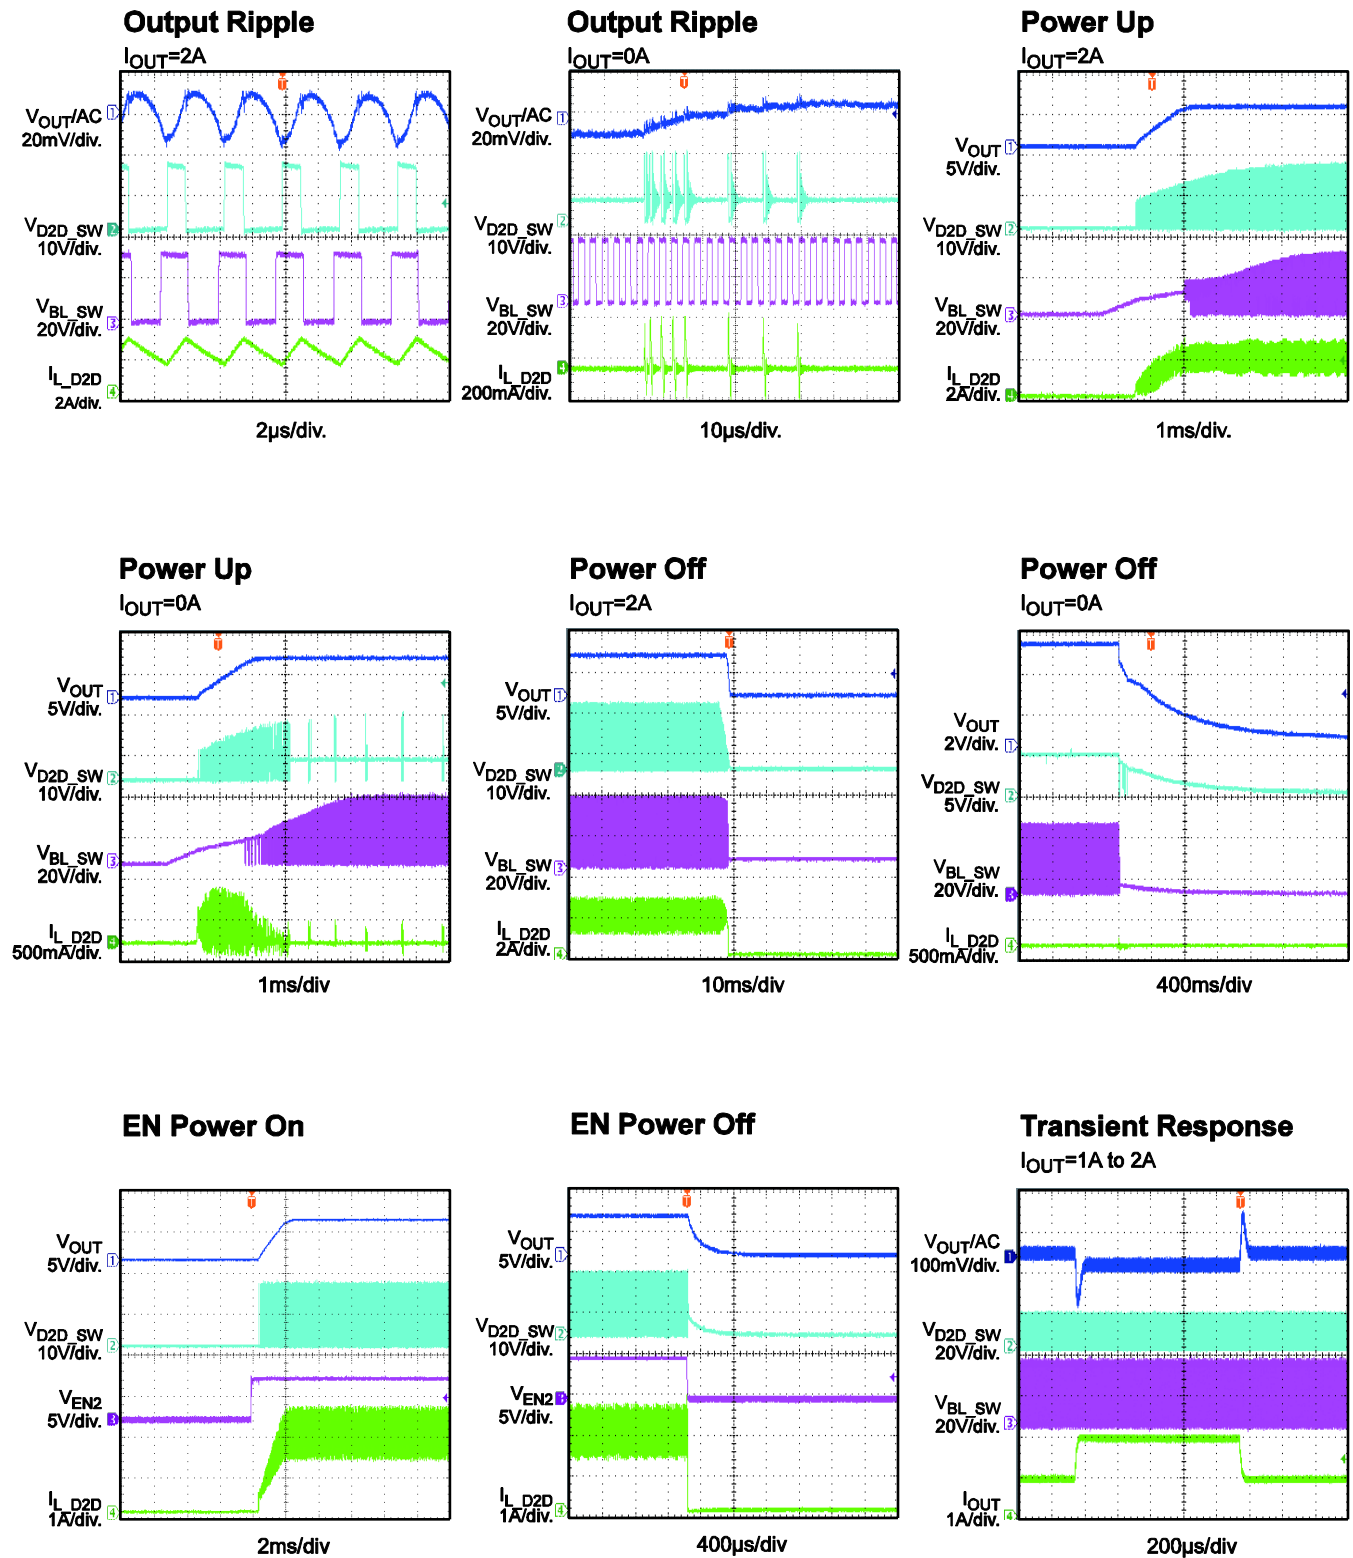 Output Ripple
IOUT=2A
VOUT/AC
20mV/div.
VD2D_SW
10V/div.
VBL_SW
20V/div.
IL_D2D
2A/div.
2µs/div.
Output Ripple
IOUT=0A
VOUT/AC
20mV/div.
VD2D_SW
10V/div.
VBL_SW
20V/div.
IL_D2D
200mA/div.
10µs/div.
Power Up
IOUT=2A
VOUT
5V/div.
VD2D_SW
10V/div.
VBL_SW
20V/div.
IL_D2D
2A/div.
1ms/div.
Power Up
IOUT=0A
VOUT
5V/div.
VD2D_SW
10V/div.
VBL_SW
20V/div.
IL_D2D
500mA/div.
1ms/div
Power Off
IOUT=2A
VOUT
5V/div.
VD2D_SW
10V/div.
VBL_SW
20V/div.
IL_D2D
2A/div.
10ms/div
Power Off
IOUT=0A
VOUT
2V/div.
VD2D_SW
5V/div.
VBL_SW
20V/div.
IL_D2D
500mA/div.
400ms/div
EN Power On
VOUT
5V/div.
VD2D_SW
10V/div.
VEN2
5V/div.
IL_D2D
1A/div.
2ms/div
EN Power Off
VOUT
5V/div.
VD2D_SW
10V/div.
VEN2
5V/div.
IL_D2D
1A/div.
400µs/div
Transient Response
IOUT=1A to 2A
VOUT/AC
100mV/div.
VD2D_SW
20V/div.
VBL_SW
20V/div.
IOUT
1A/div.
200µs/div